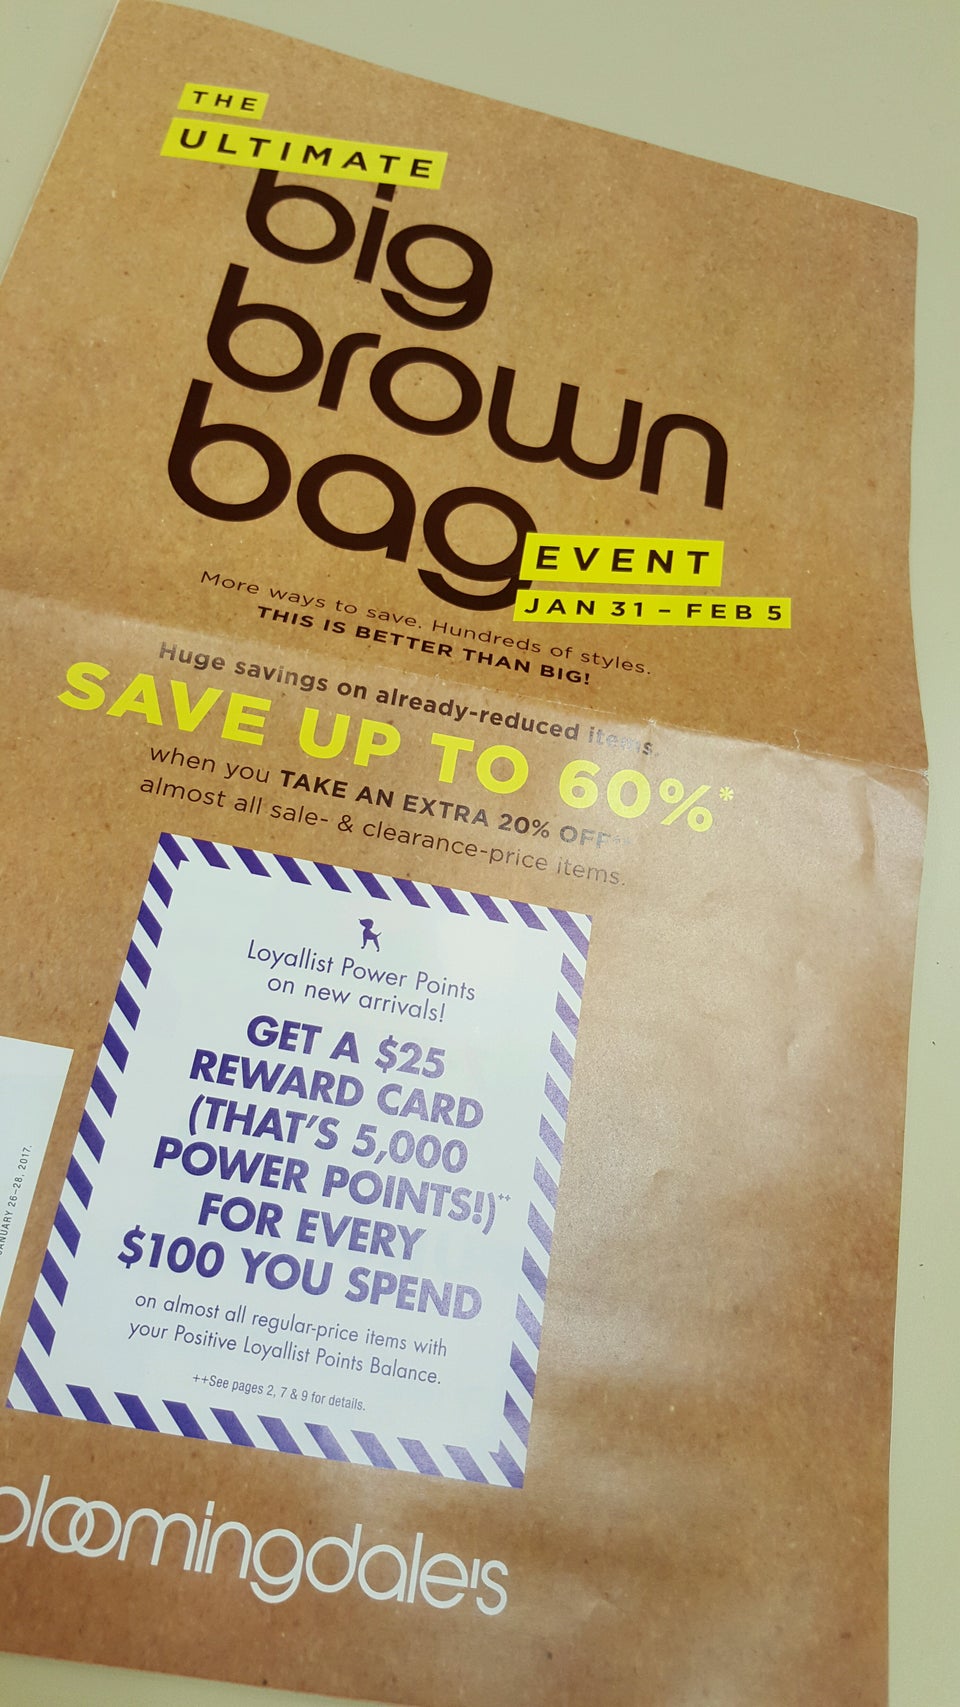 THE
ULTIMATE
big
brown
bag
EVENT
JAN 31 – FEB 5
More ways to save. Hundreds of styles.
THIS IS BETTER THAN BIG!
Huge savings on already-reduced items.
SAVE UP TO 60%*
when you TAKE AN EXTRA 20% OFF
almost all sale- & clearance-price items.
Loyallist Power Points
on new arrivals!
GET A $25
REWARD CARD
(THAT'S 5,000
POWER POINTS!)++
FOR EVERY
$100 YOU SPEND
on almost all regular-price items with
your Positive Loyallist Points Balance.
++See pages 2, 7 & 9 for details.
JANUARY 26–28, 2017.
bloomingdale's